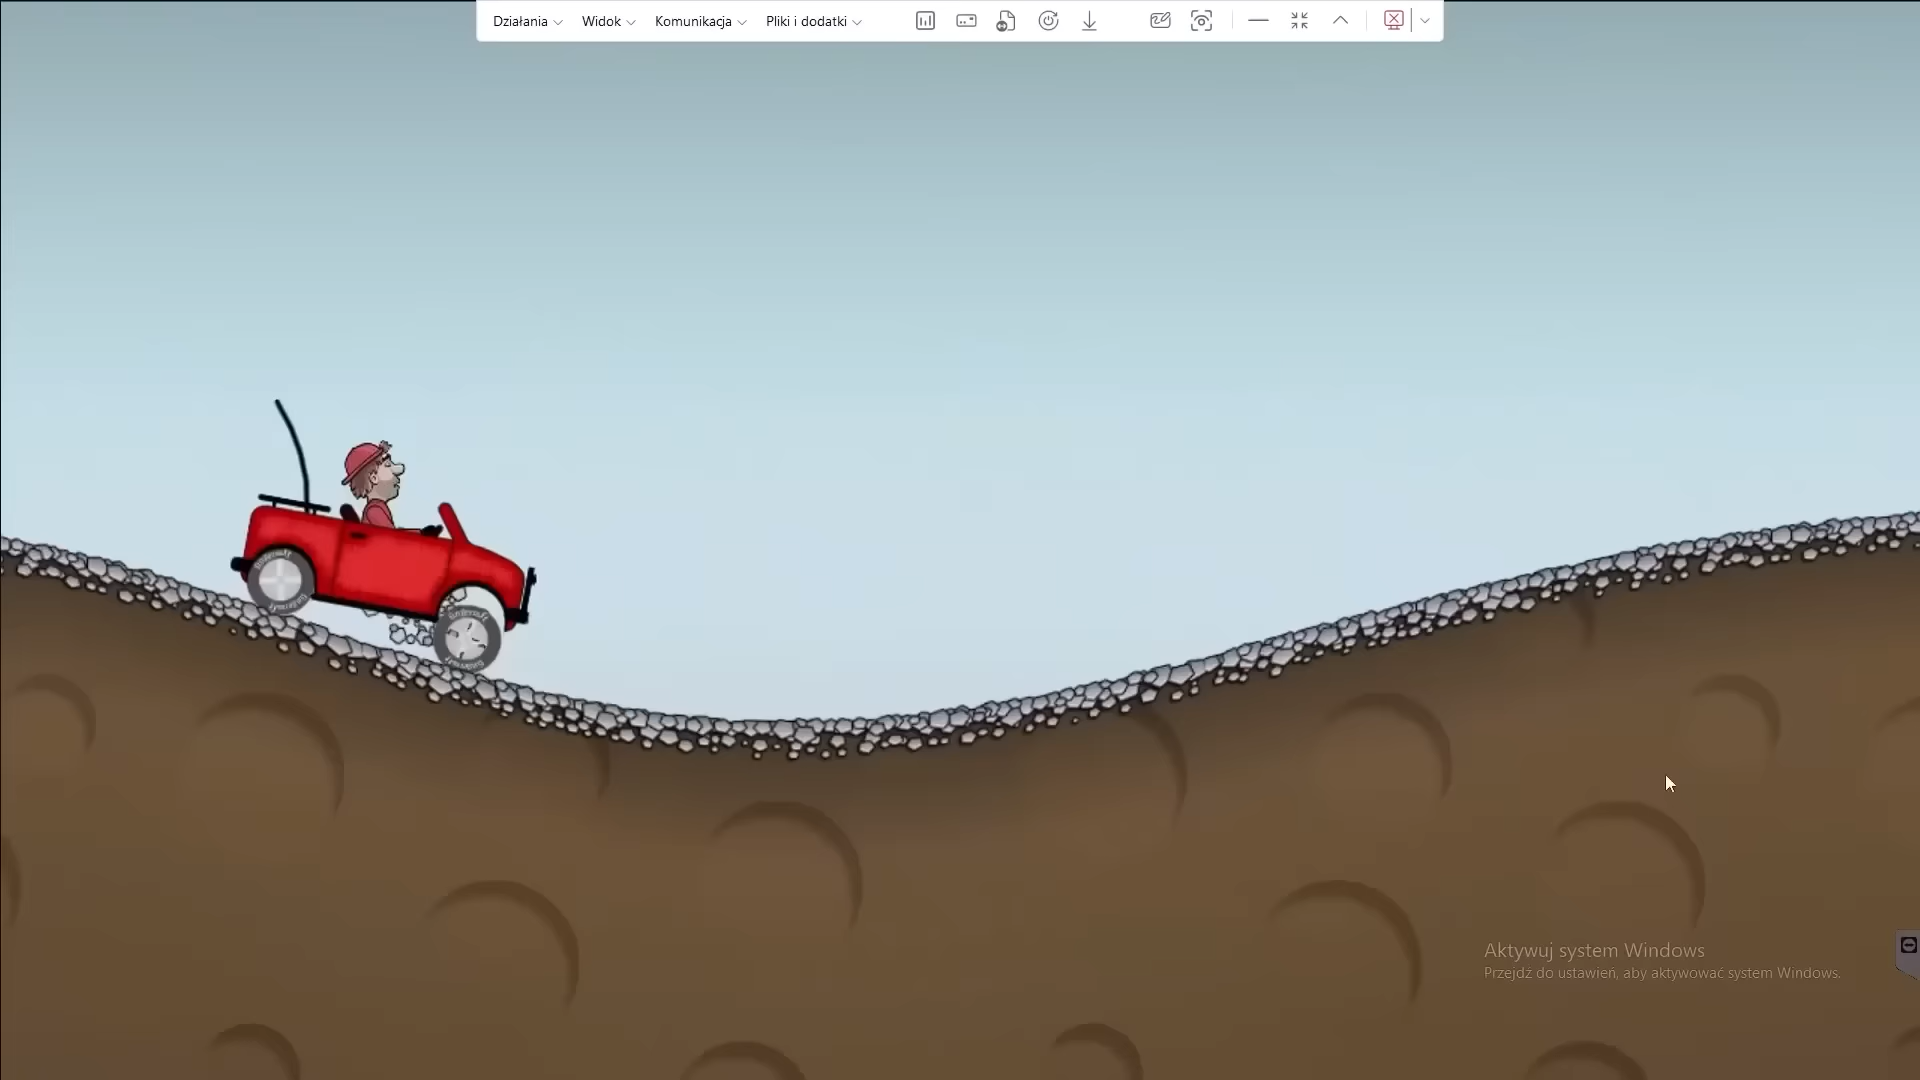 Działania
Widok
Komunikacja
Pliki i dodatki
Aktywuj system Windows
Przejdź do ustawień, aby aktywować system Windows.